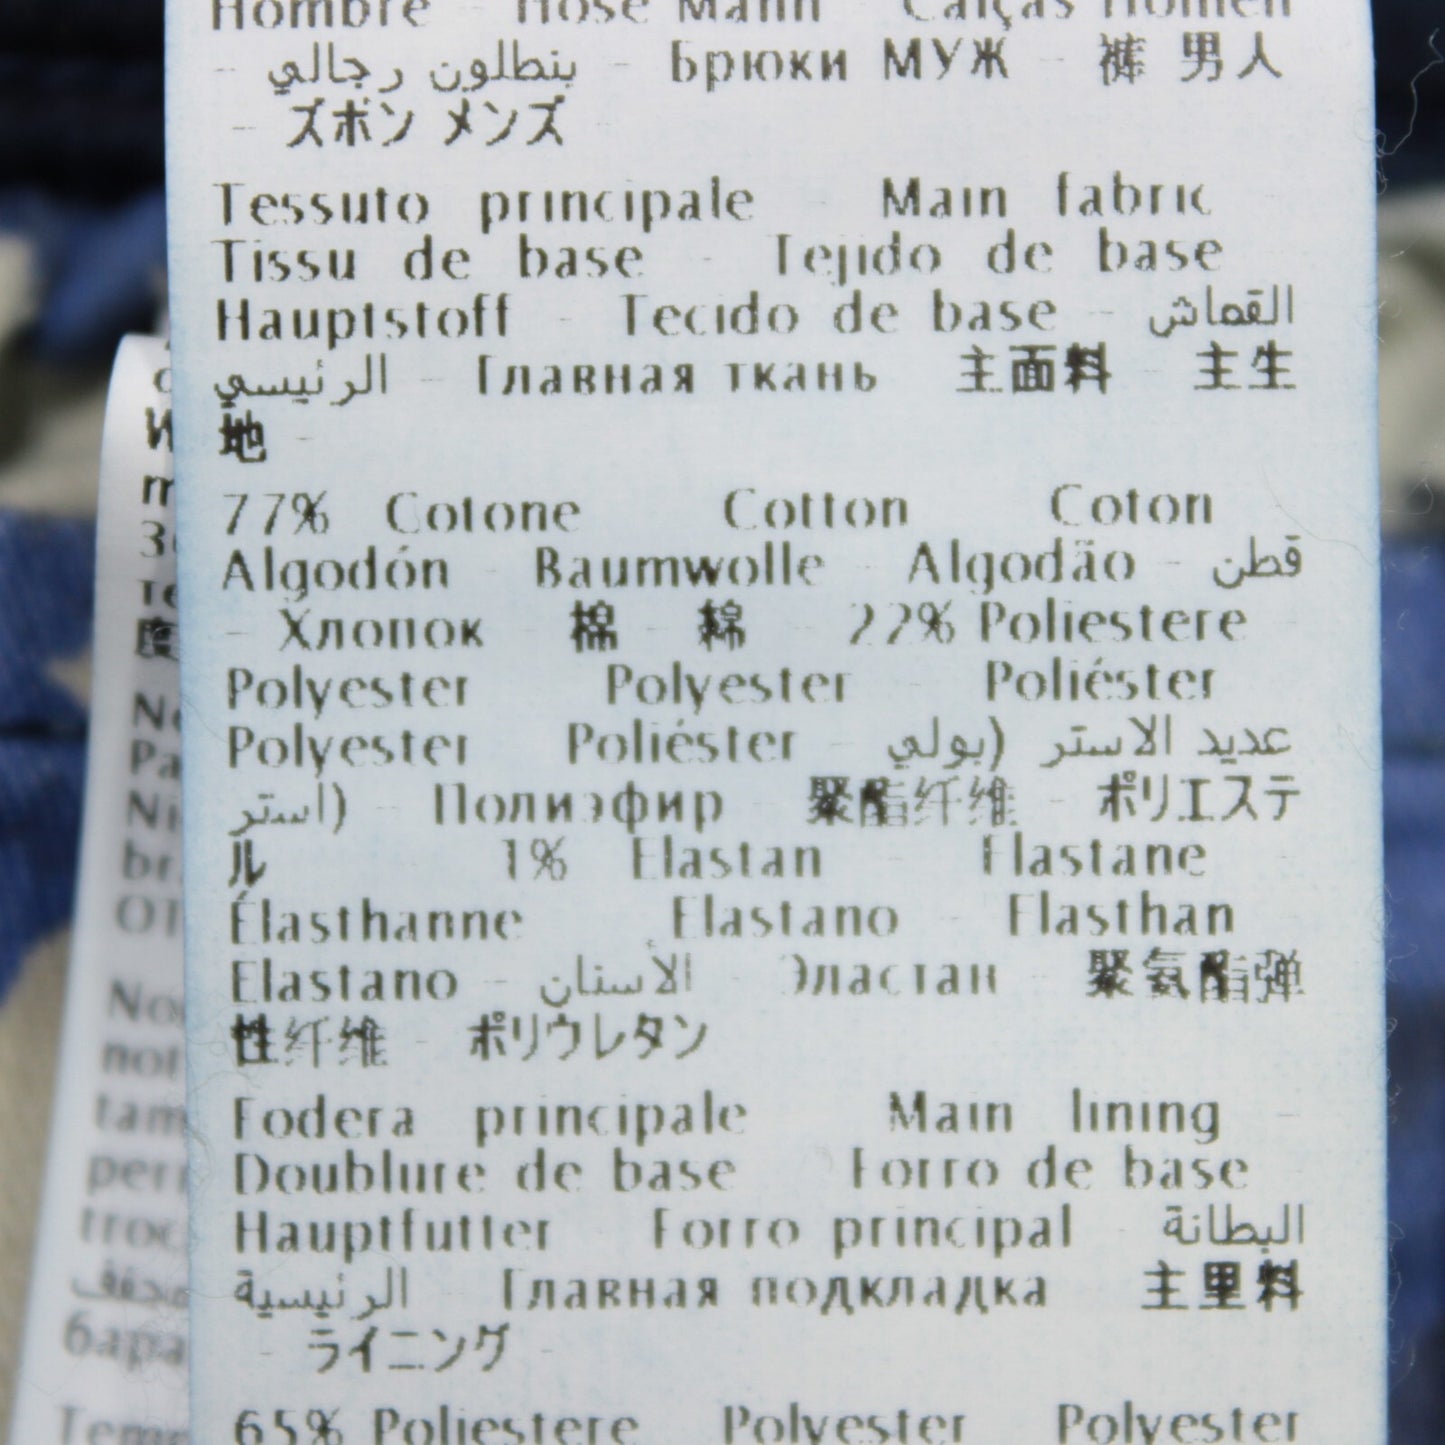 Hombre - Hose Mann - Calças Homen
- بنطلون رجالي - Брюки МУЖ - 裤 男人
- ズボン メンズ
Tessuto principale - Main fabric
Tissu de base - Tejido de base
Hauptstoff - Tecido de base - القماش
الرئيسي - Главная ткань - 主面料 - 主生
地 -
77% Cotone - Cotton - Coton
Algodón - Baumwolle - Algodão - قطن
- Хлопок - 棉 - 綿 22% Poliestere
Polyester - Polyester - Poliéster
Polyester - Poliéster - عديد الاستر (بولي
استر) - Полиэфир - 聚酯纤维 - ポリエステ
ル 1% Elastan - Elastane
Élasthanne - Elastano - Elasthan
Elastano - الأستان - Эластан - 聚氨酯弹
性纤维 - ポリウレタン
Fodera principale - Main lining -
Doublure de base - Forro de base
Hauptfutter - Forro principal - البطانة
الرئيسية - Главная подкладка - 主里料
- ライニング -
65% Poliestere - Polyester - Polyester